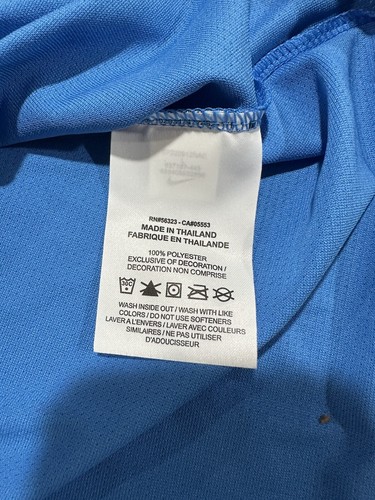 RN#56323 - CA#05553
MADE IN THAILAND
FABRIQUE EN THAILANDE
100% POLYESTER
EXCLUSIVE OF DECORATION /
DECORATION NON COMPRISE
30C
WASH INSIDE OUT / WASH WITH LIKE
COLORS / DO NOT USE SOFTENERS
LAVER A L'ENVERS / LAVER AVEC COULEURS
SIMILAIRES / NE PAS UTILISER
D'ADOUCISSEUR